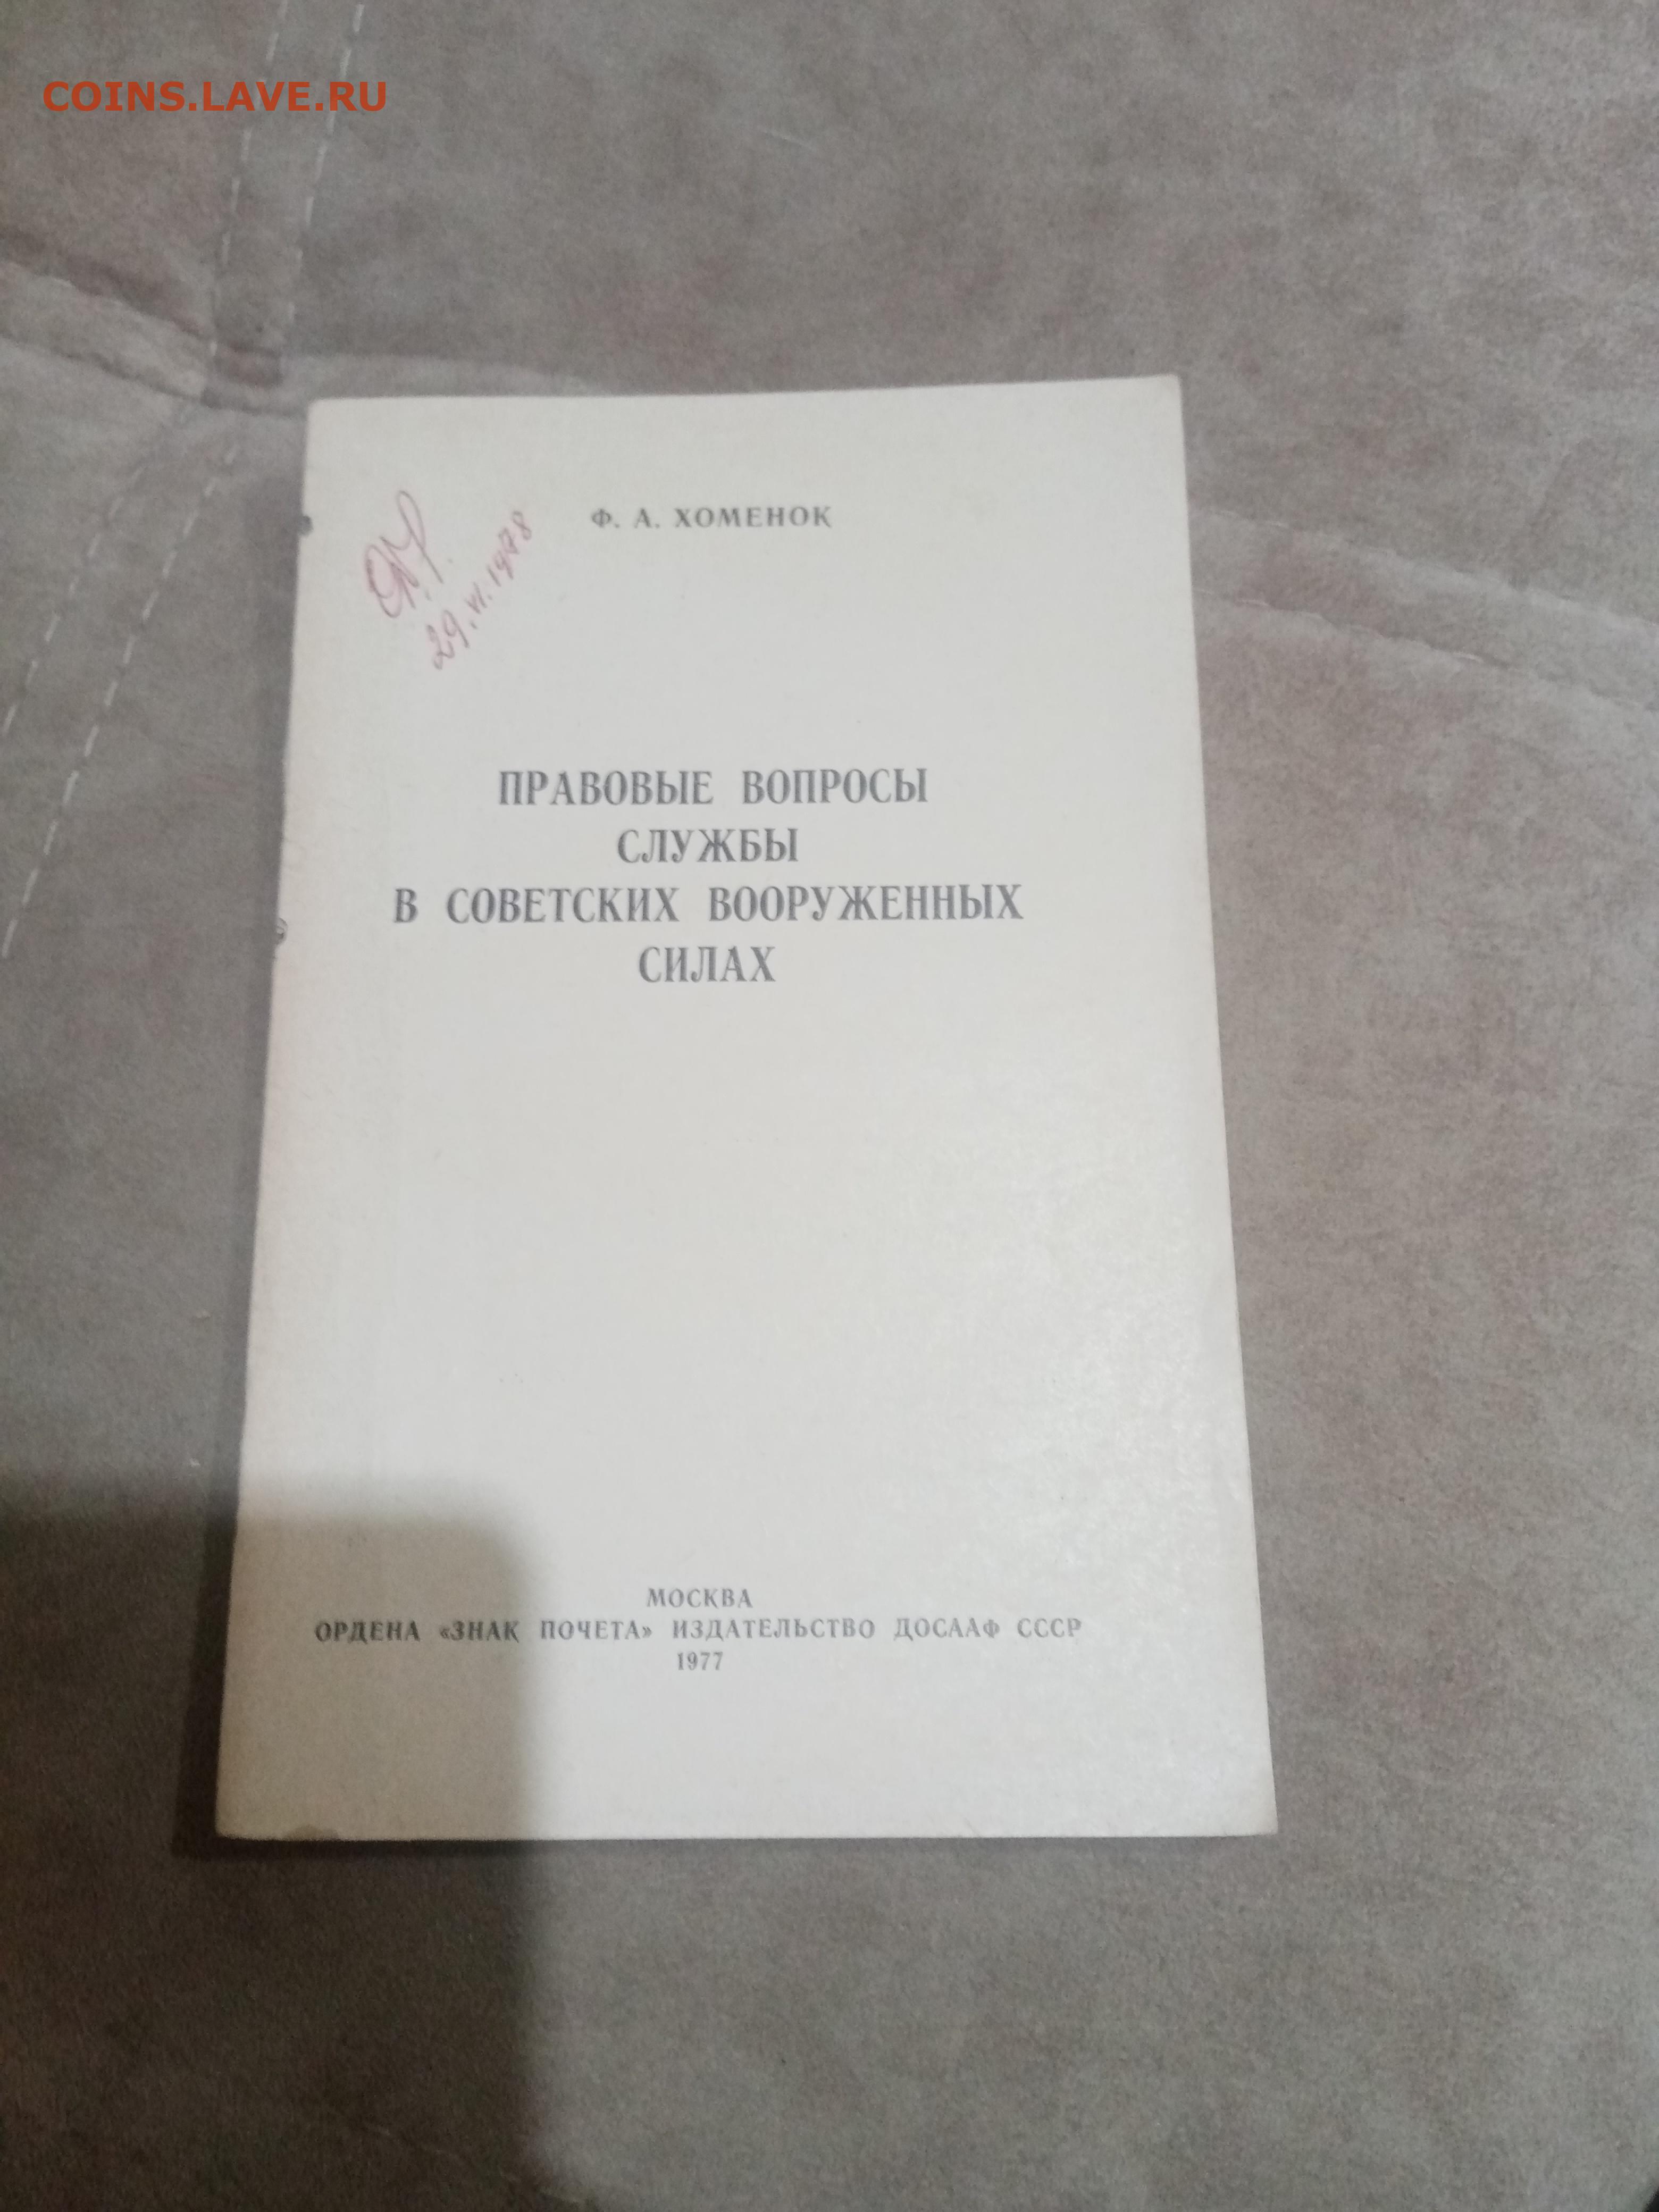 COINS.LAVE.RU
Ф. А. ХОМЕНОК
29.VI.1978
ПРАВОВЫЕ ВОПРОСЫ
СЛУЖБЫ
В СОВЕТСКИХ ВООРУЖЕННЫХ
СИЛАХ
МОСКВА
ОРДЕНА «ЗНАК ПОЧЕТА» ИЗДАТЕЛЬСТВО ДОСААФ СССР
1977